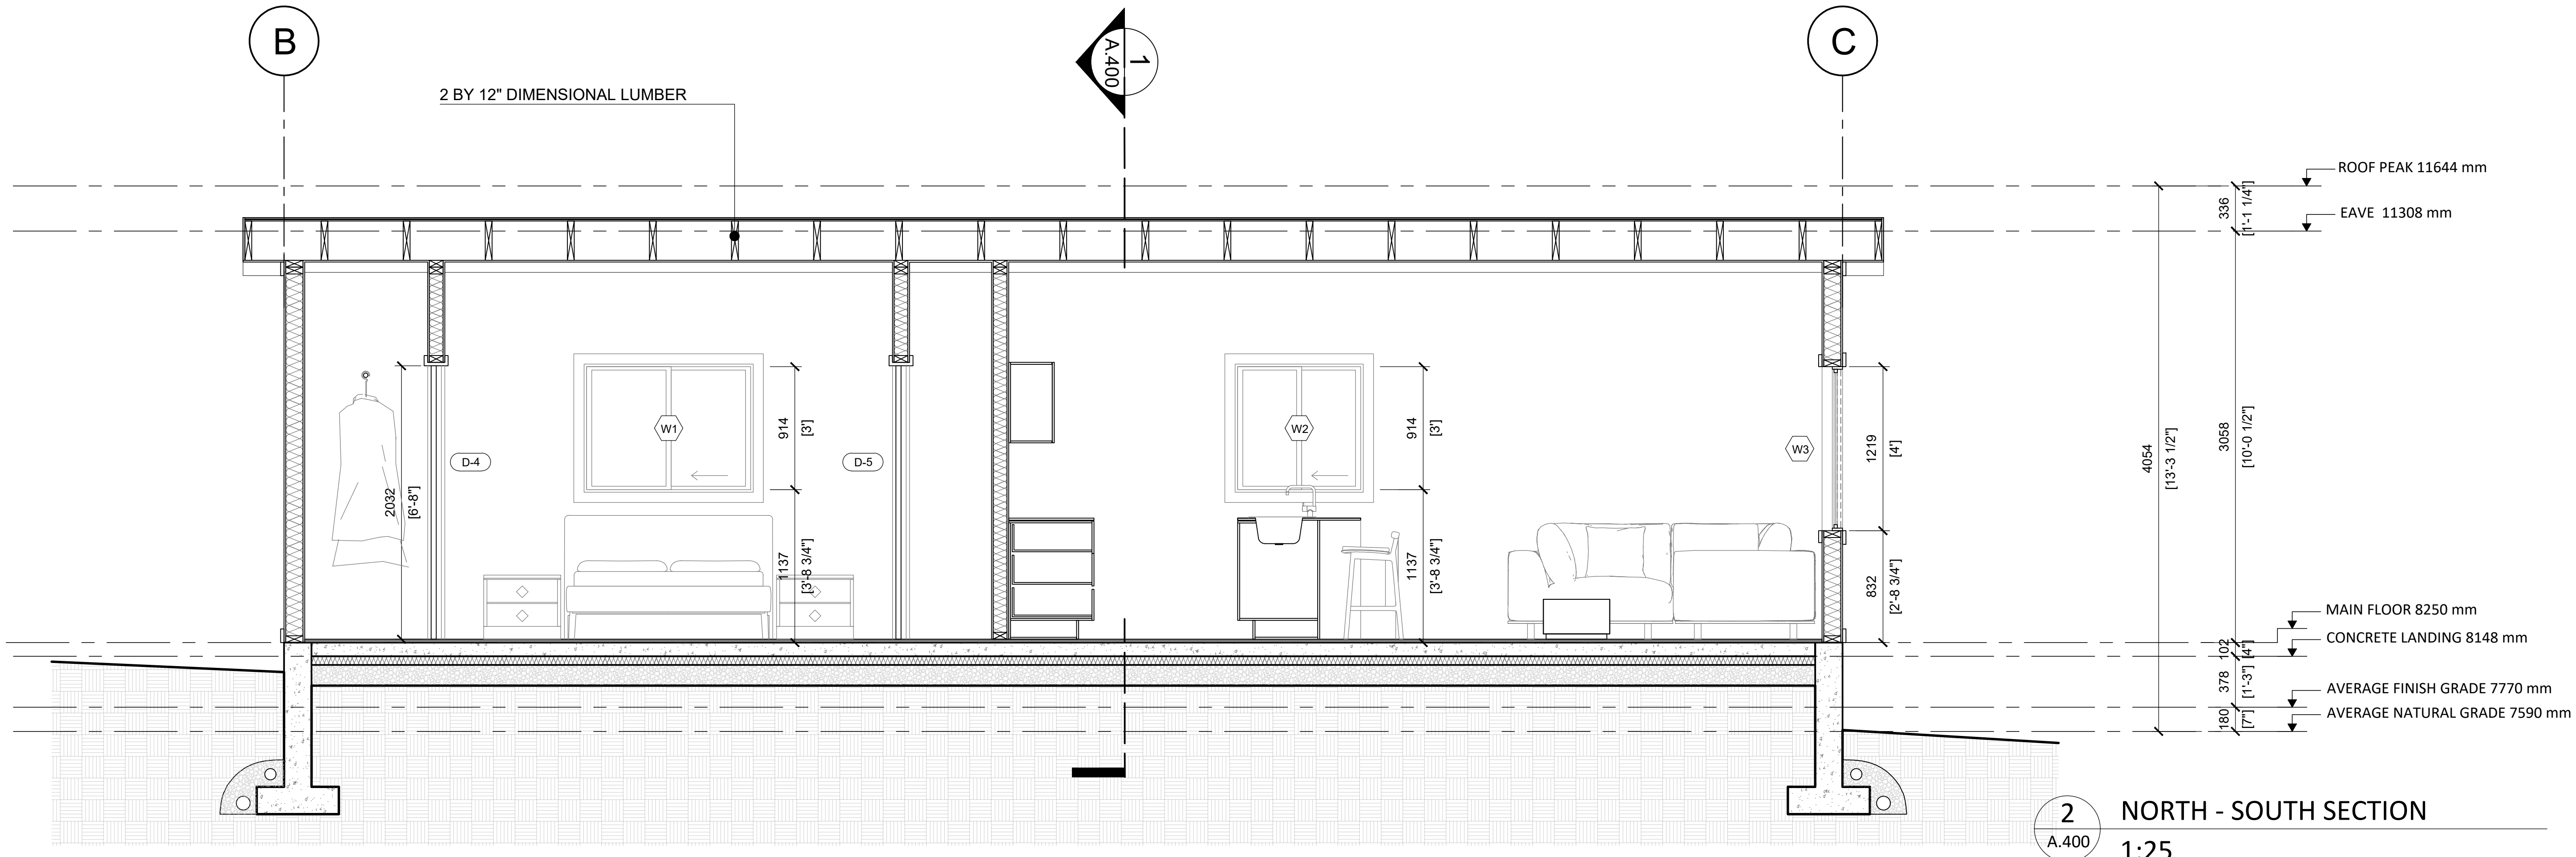 B
1
A.400
C
2 BY 12" DIMENSIONAL LUMBER
ROOF PEAK 11644 mm
336
[1'-1 1/4"]
EAVE 11308 mm
W1
914
[3']
W2
914
[3']
W3
1219
[4']
D-4
D-5
2032
[6'-8"]
4054
[13'-3 1/2"]
3058
[10'-0 1/2"]
1137
[3'-8 3/4"]
1137
[3'-8 3/4"]
832
[2'-8 3/4"]
MAIN FLOOR 8250 mm
102
[4"]
CONCRETE LANDING 8148 mm
378
[1'-3"]
AVERAGE FINISH GRADE 7770 mm
180
[7"]
AVERAGE NATURAL GRADE 7590 mm
2
A.400
NORTH - SOUTH SECTION
1:25